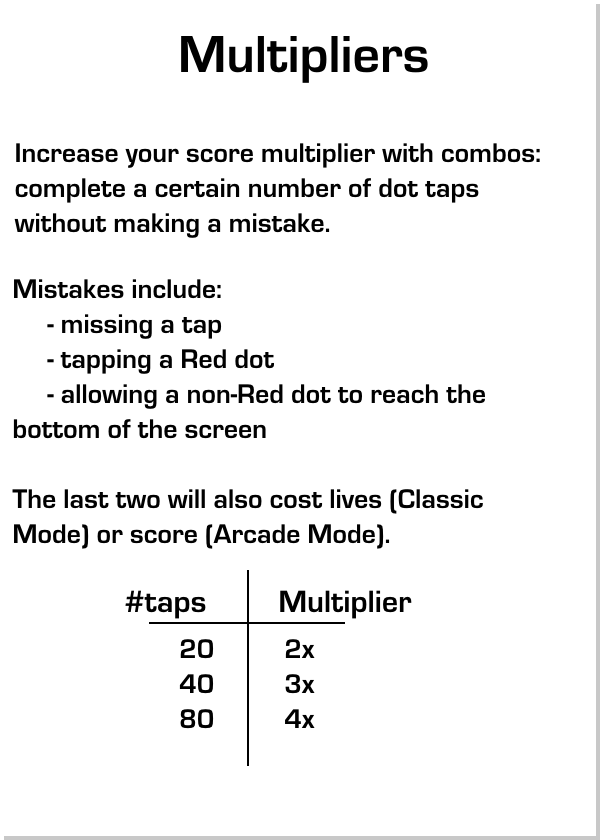 Multipliers
Increase your score multiplier with combos:
complete a certain number of dot taps
without making a mistake.
Mistakes include:
- missing a tap
- tapping a Red dot
- allowing a non-Red dot to reach the
bottom of the screen
The last two will also cost lives (Classic
Mode) or score (Arcade Mode).
#taps Multiplier
20 2x
40 3x
80 4x